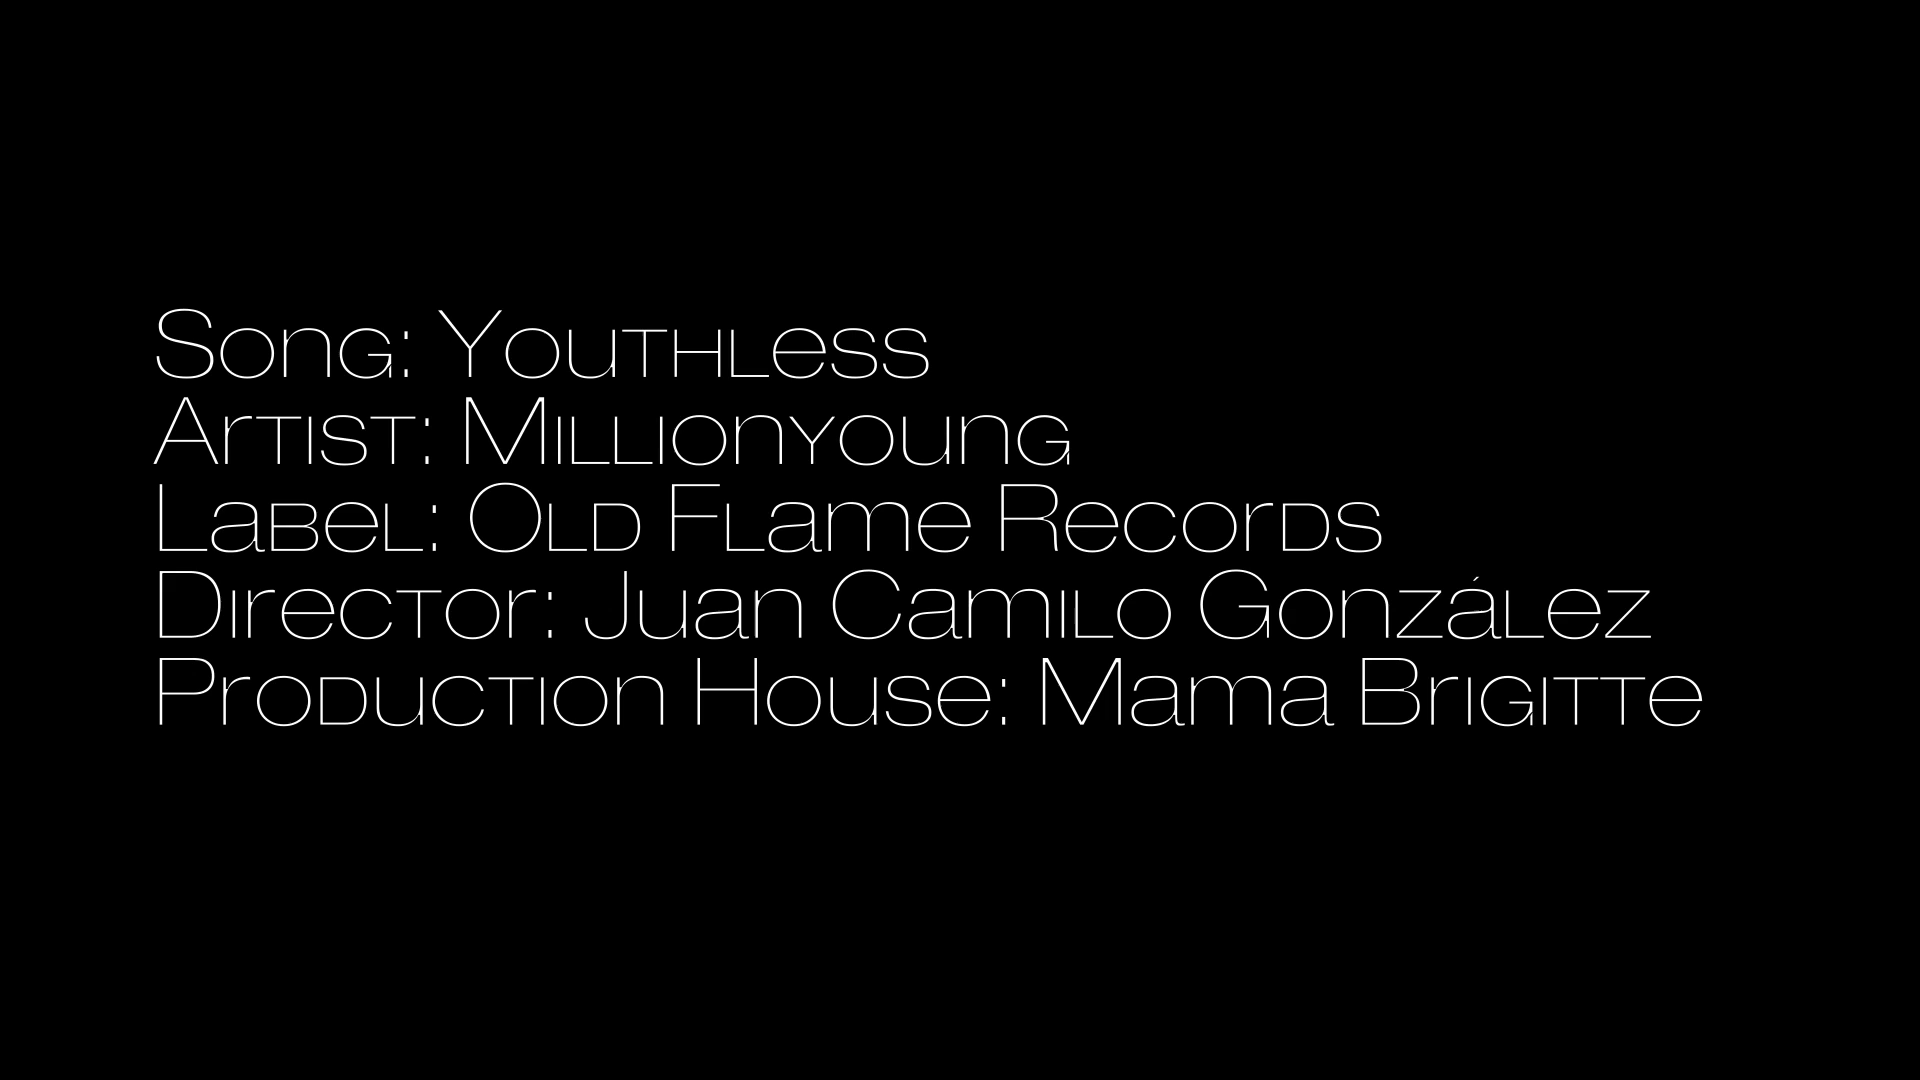 Song: Youthless
Artist: Millionyoung
Label: Old Flame Records
Director: Juan Camilo González
Production House: Mama Brigitte